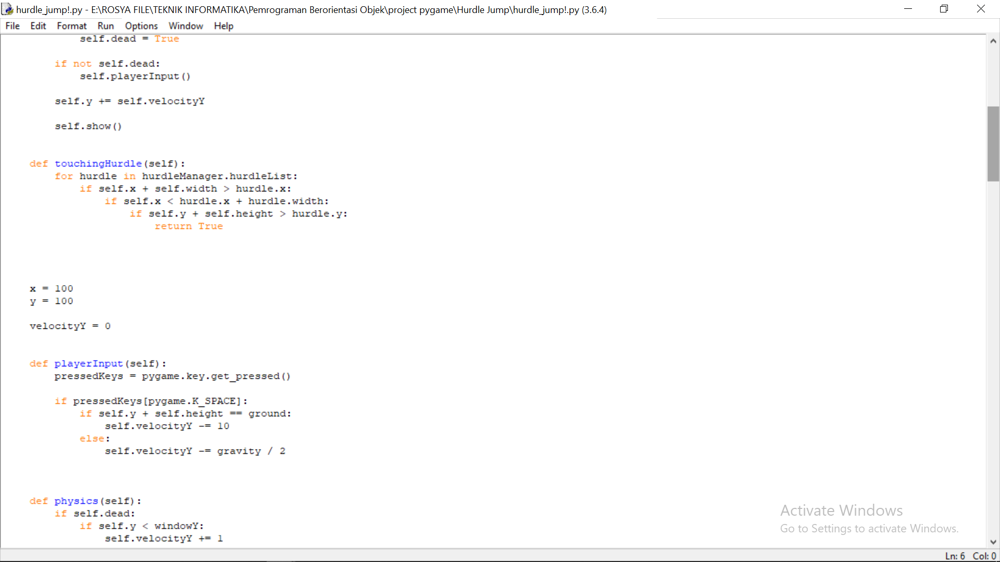 hurdle_jump!.py - E:\ROSYA FILE\TEKNIK INFORMATIKA\Pemrograman Berorientasi Objek\project pygame\Hurdle Jump\hurdle_jump!.py (3.6.4)
File Edit Format Run Options Window Help
            self.dead = True
        if not self.dead:
            self.playerInput()
        self.y += self.velocityY
        self.show()
    def touchingHurdle(self):
        for hurdle in hurdleManager.hurdleList:
            if self.x + self.width > hurdle.x:
                if self.x < hurdle.x + hurdle.width:
                    if self.y + self.height > hurdle.y:
                        return True
    x = 100
    y = 100
    velocityY = 0
    def playerInput(self):
        pressedKeys = pygame.key.get_pressed()
        if pressedKeys[pygame.K_SPACE]:
            if self.y + self.height == ground:
                self.velocityY -= 10
            else:
                self.velocityY -= gravity / 2
    def physics(self):
        if self.dead:
            if self.y < windowY:
                self.velocityY += 1
Activate Windows
Go to Settings to activate Windows.
Ln: 6 Col: 0